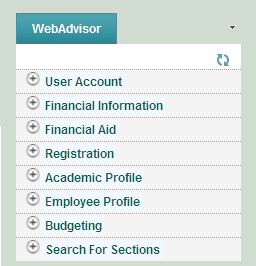 WebAdvisor
User Account
Financial Information
Financial Aid
Registration
Academic Profile
Employee Profile
Budgeting
Search For Sections